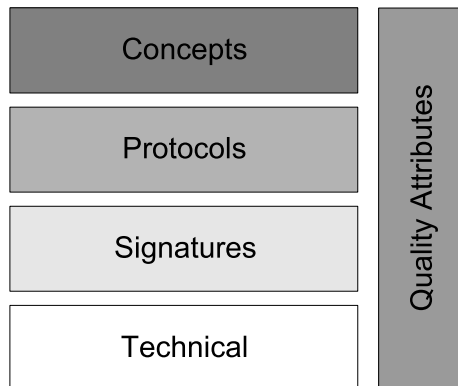 Concepts
Protocols
Signatures
Technical
Quality Attributes